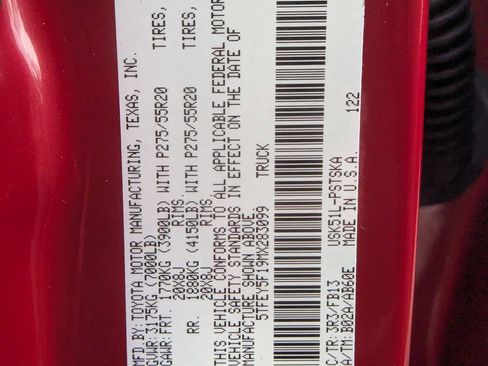 MFD. BY: TOYOTA MOTOR MANUFACTURING, TEXAS, INC.
GVWR: 3175KG (7000LB)
GAWR: FRT. 1770KG (3900LB) WITH P275/55R20 TIRES,
20X8J RIMS
RR. 1880KG (4150LB) WITH P275/55R20 TIRES,
20X8J RIMS
THIS VEHICLE CONFORMS TO ALL APPLICABLE FEDERAL MOTOR
VEHICLE SAFETY STANDARDS IN EFFECT ON THE DATE OF
MANUFACTURE SHOWN ABOVE.
5TFEY5F19MX283099 TRUCK
C/TR: 3R3/FB13 USK51L-PSTSKA
A/TM: B02A/AB60E MADE IN U.S.A.
122